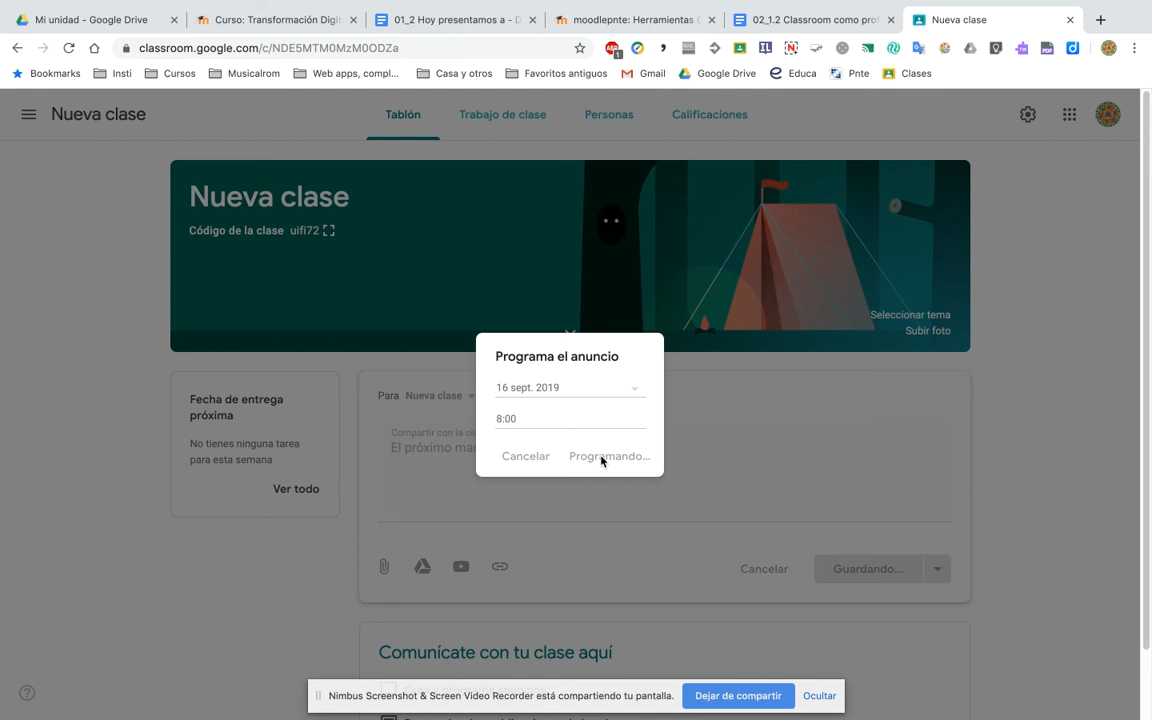 Mi unidad - Google Drive
Curso: Transformación Digit
01_2 Hoy presentamos a - D
moodlepnte: Herramientas
02_1.2 Classroom como prof
Nueva clase
classroom.google.com/c/NDE5MTM0MzM0ODZa
Bookmarks
Insti
Cursos
Musicalrom
Web apps, compl...
Casa y otros
Favoritos antiguos
Gmail
Google Drive
Educa
Pnte
Clases
Nueva clase
Tablón
Trabajo de clase
Personas
Calificaciones
Nueva clase
Código de la clase uifi72
Seleccionar tema
Subir foto
Programa el anuncio
16 sept. 2019
8:00
Cancelar
Programando...
Fecha de entrega
próxima
No tienes ninguna tarea
para esta semana
Ver todo
Para Nueva clase
Compartir con la
El próximo
Cancelar
Guardando...
Comunícate con tu clase aquí
Nimbus Screenshot & Screen Video Recorder está compartiendo tu pantalla.
Dejar de compartir
Ocultar